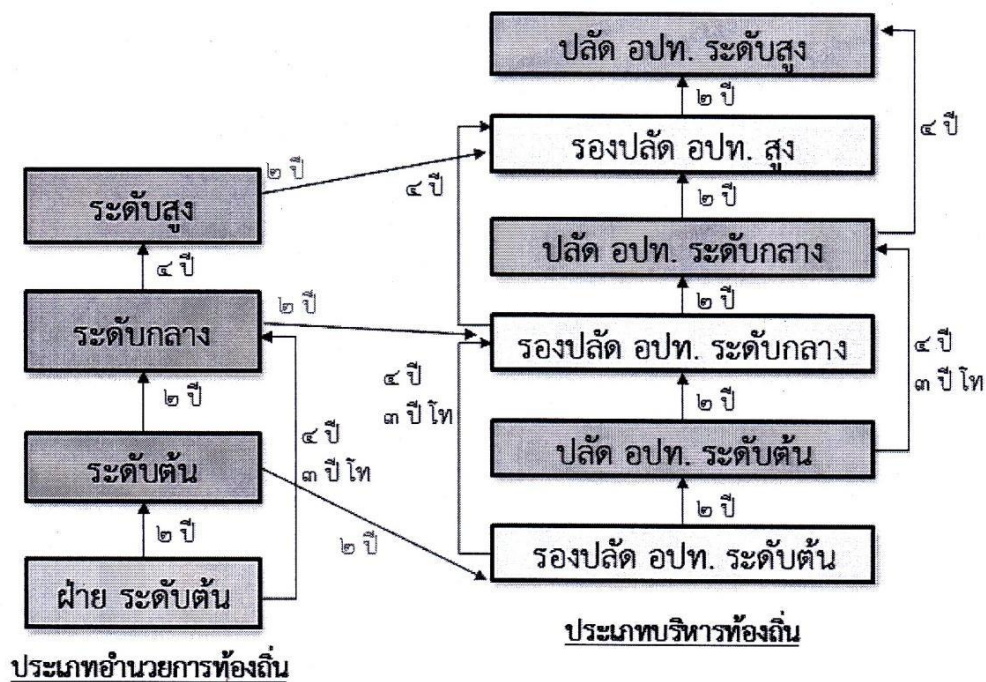 ปลัด อปท. ระดับสูง
๒ ปี
๔ ปี
รองปลัด อปท. สูง
๒ ปี
๔ ปี
๒ ปี
ระดับสูง
ปลัด อปท. ระดับกลาง
๔ ปี
๒ ปี
๒ ปี
ระดับกลาง
รองปลัด อปท. ระดับกลาง
๔ ปี
๓ ปี โท
๔ ปี
๓ ปี โท
๒ ปี
๒ ปี
๔ ปี
๓ ปี โท
ระดับต้น
ปลัด อปท. ระดับต้น
๒ ปี
๒ ปี
๒ ปี
รองปลัด อปท. ระดับต้น
ฝ่าย ระดับต้น
ประเภทบริหารท้องถิ่น
ประเภทอำนวยการท้องถิ่น